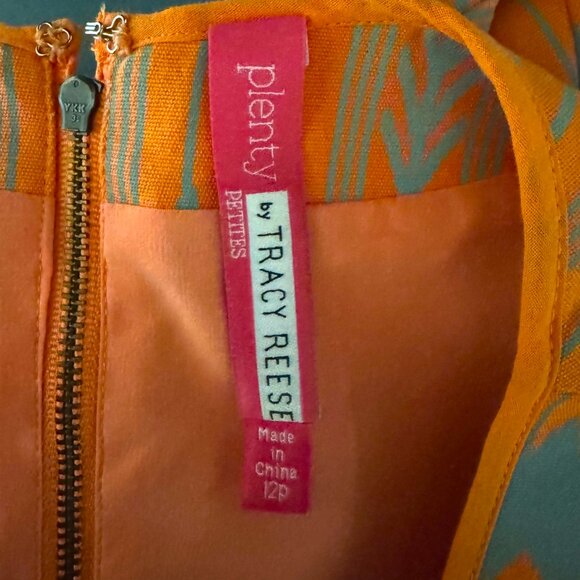 plenty
PETITES
by TRACY REESE
Made
in
China
12P
YKK